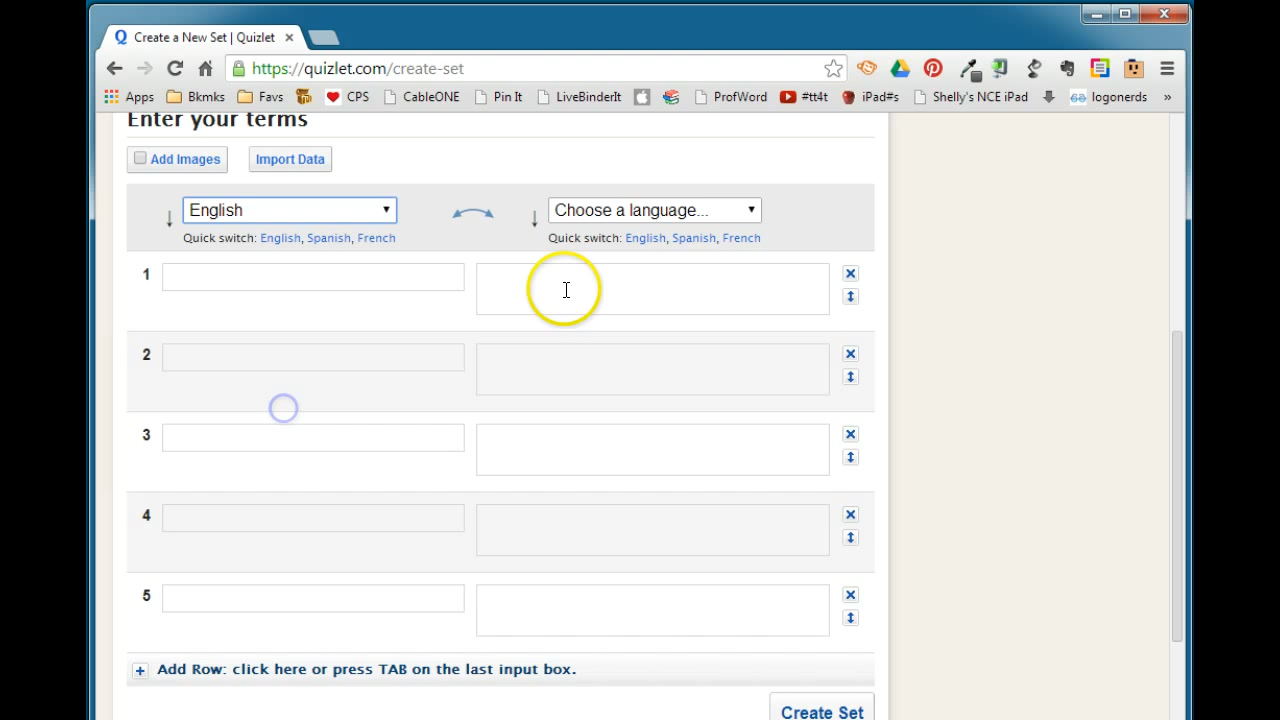 Create a New Set | Quizlet
https://quizlet.com/create-set
Apps Bkmks Favs CPS CableONE Pin It LiveBinderIt ProfWord #tt4t iPad#s Shelly's NCE iPad logonerds »
Enter your terms
Add Images Import Data
English Choose a language...
Quick switch: English, Spanish, French Quick switch: English, Spanish, French
1
2
3
4
5
Add Row: click here or press TAB on the last input box.
Create Set